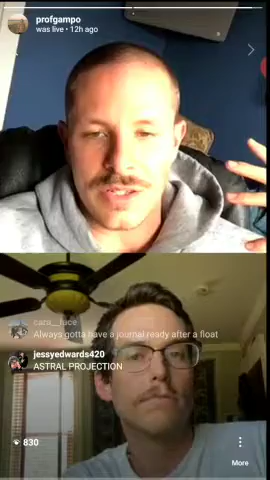 profgampo
was live • 12h ago
cara__luce
Always gotta have a journal ready after a float
jessyedwards420
ASTRAL PROJECTION
830
More